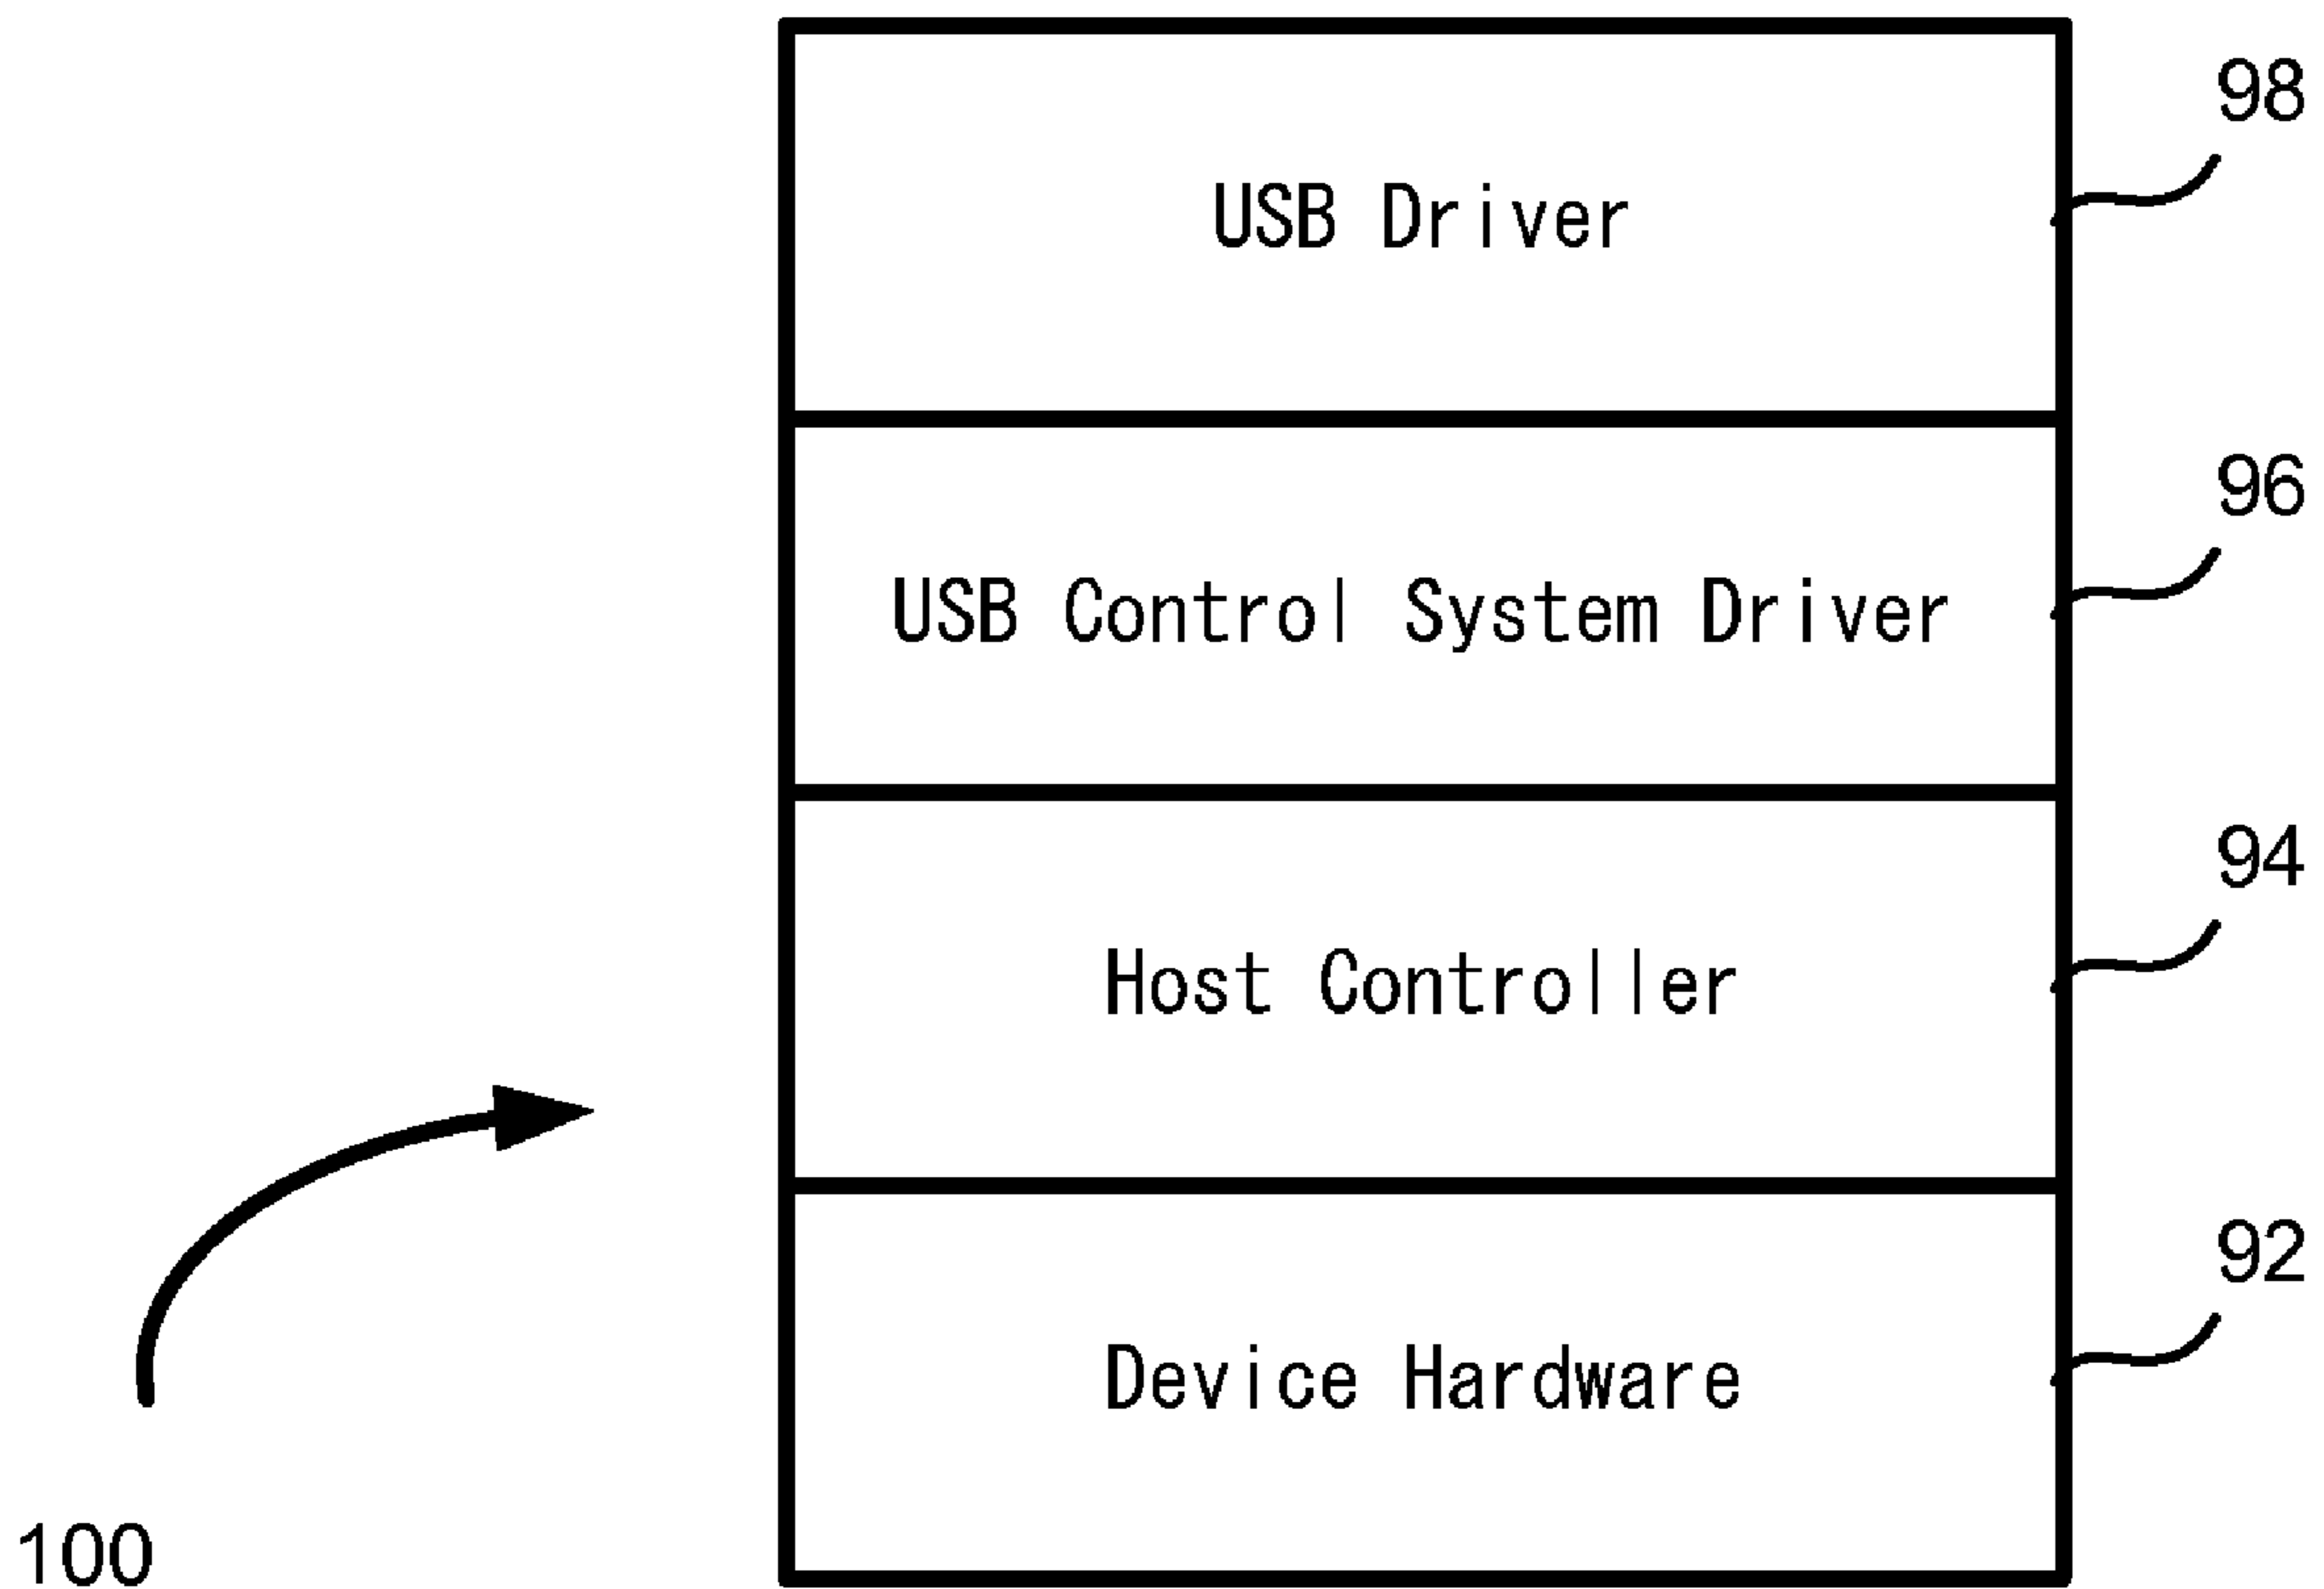 98
USB Driver
96
USB Control System Driver
94
Host Controller
92
Device Hardware
100